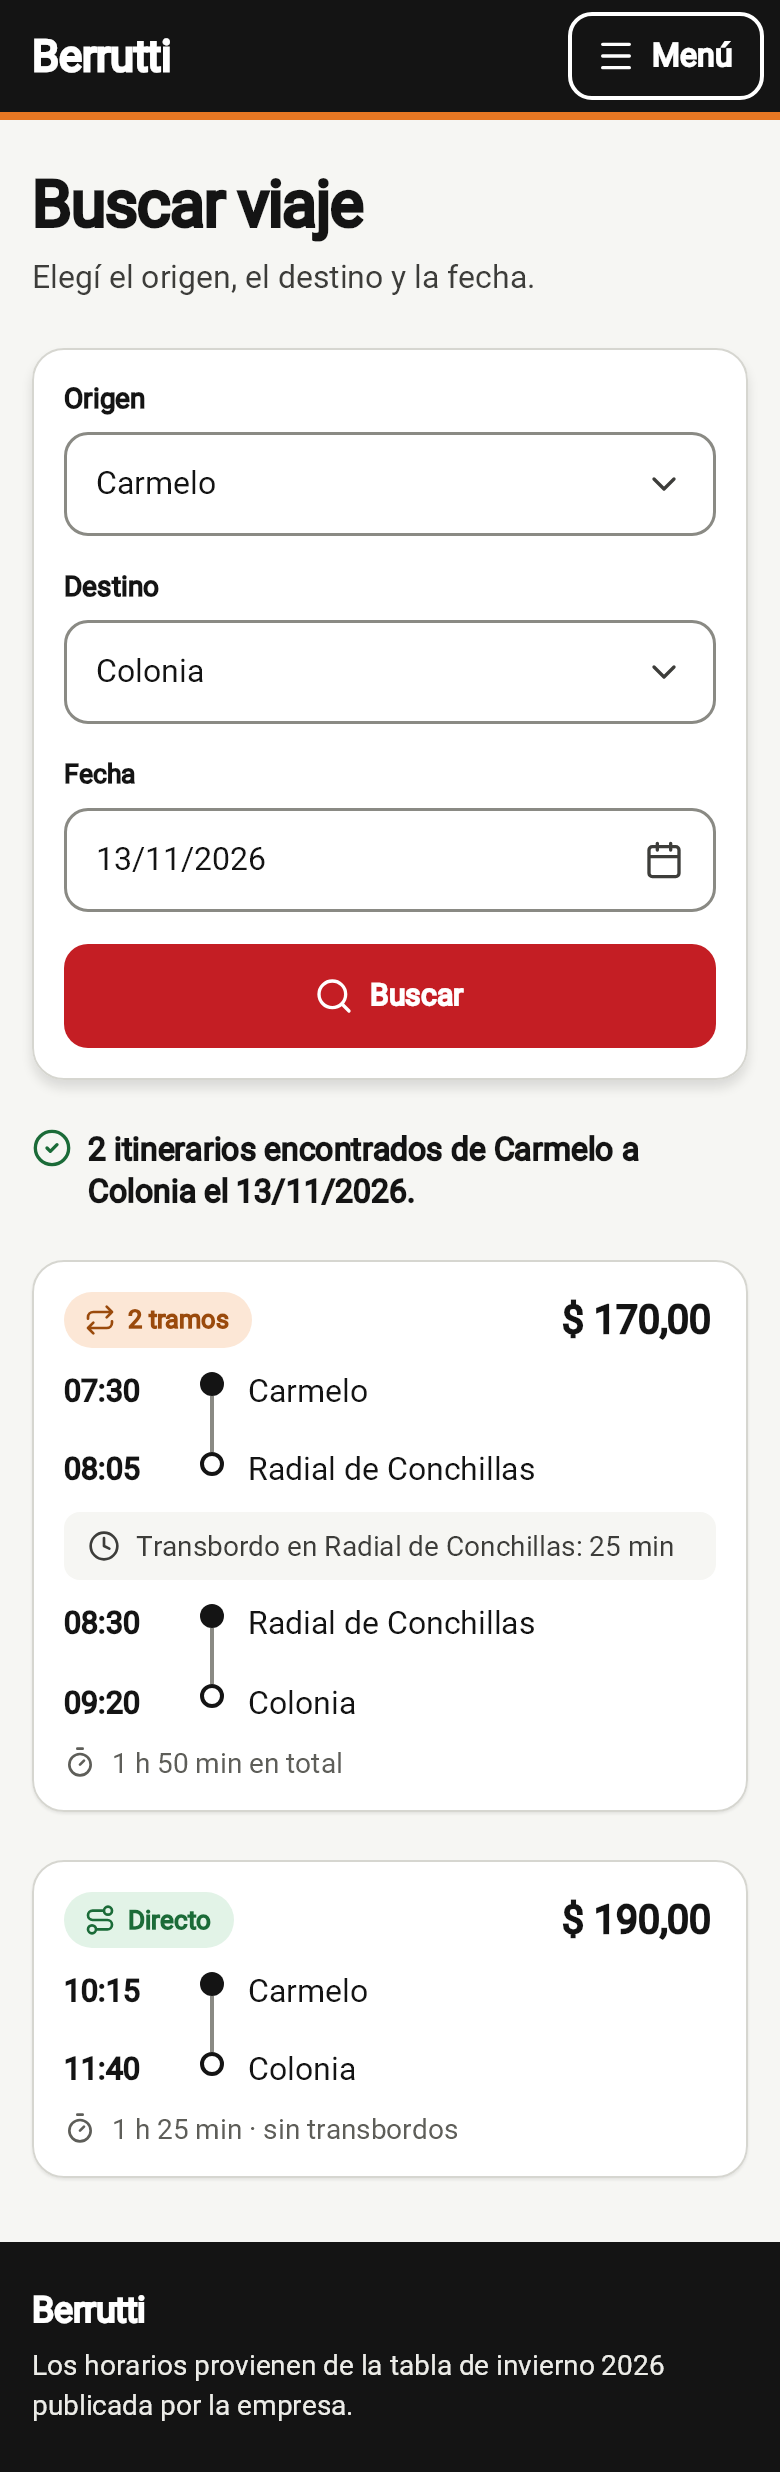 Berrutti
Menú
Buscar viaje
Elegí el origen, el destino y la fecha.
Origen
Carmelo
Destino
Colonia
Fecha
13/11/2026
Buscar
2 itinerarios encontrados de Carmelo a
Colonia el 13/11/2026.
2 tramos
$ 170,00
07:30 Carmelo
08:05 Radial de Conchillas
Transbordo en Radial de Conchillas: 25 min
08:30 Radial de Conchillas
09:20 Colonia
1 h 50 min en total
Directo
$ 190,00
10:15 Carmelo
11:40 Colonia
1 h 25 min · sin transbordos
Berrutti
Los horarios provienen de la tabla de invierno 2026
publicada por la empresa.